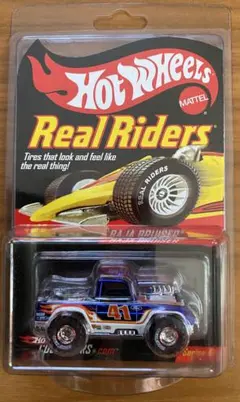 Hot Wheels
MATTEL
Real Riders
Tires that look and feel like
the real thing!
REAL RIDERS
BAJA BRUISER
41